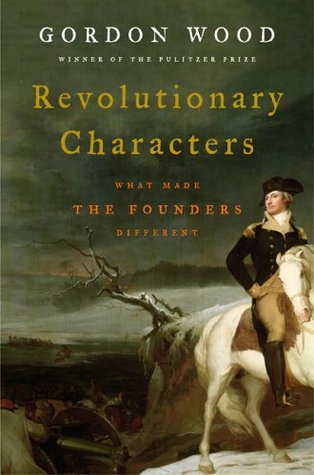 GORDON WOOD
WINNER OF THE PULITZER PRIZE
Revolutionary
Characters
WHAT MADE
THE FOUNDERS
DIFFERENT